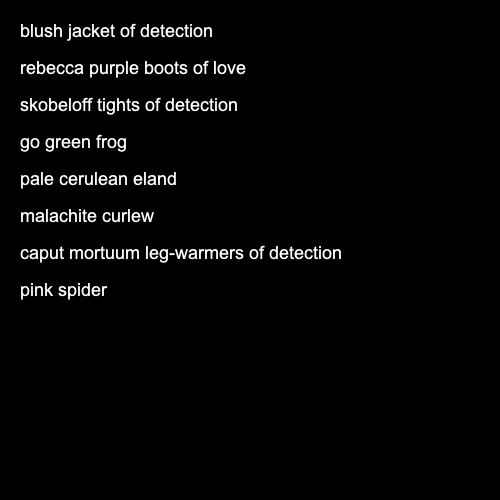 blush jacket of detection
rebecca purple boots of love
skobeloff tights of detection
go green frog
pale cerulean eland
malachite curlew
caput mortuum leg-warmers of detection
pink spider